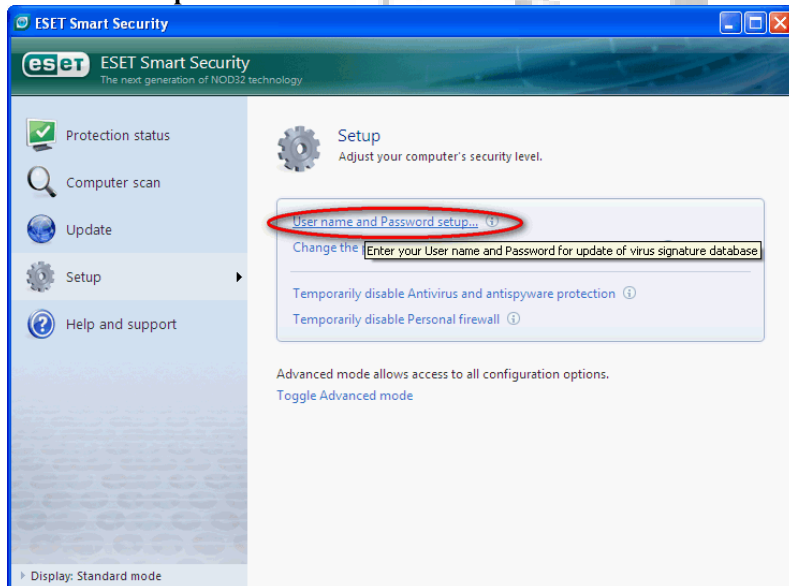 ESET Smart Security
eseT ESET Smart Security
The next generation of NOD32 technology
Protection status
Computer scan
Update
Setup
Help and support
Setup
Adjust your computer's security level.
User name and Password setup...
Change the
Enter your User name and Password for update of virus signature database
Temporarily disable Antivirus and antispyware protection
Temporarily disable Personal firewall
Advanced mode allows access to all configuration options.
Toggle Advanced mode
Display: Standard mode